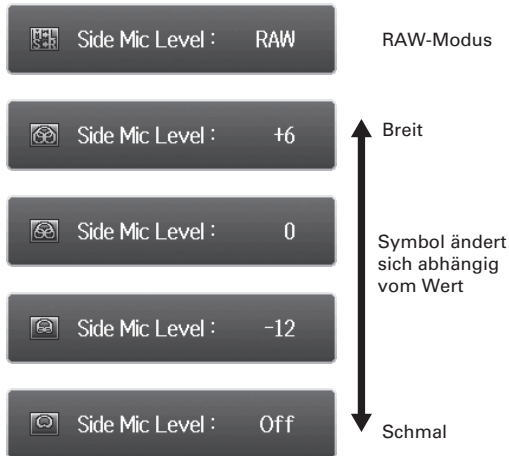 M→L S→R Side Mic Level : RAW
RAW-Modus
Side Mic Level : +6
Breit
Side Mic Level : 0
Symbol ändert
sich abhängig
vom Wert
Side Mic Level : -12
Side Mic Level : Off
Schmal